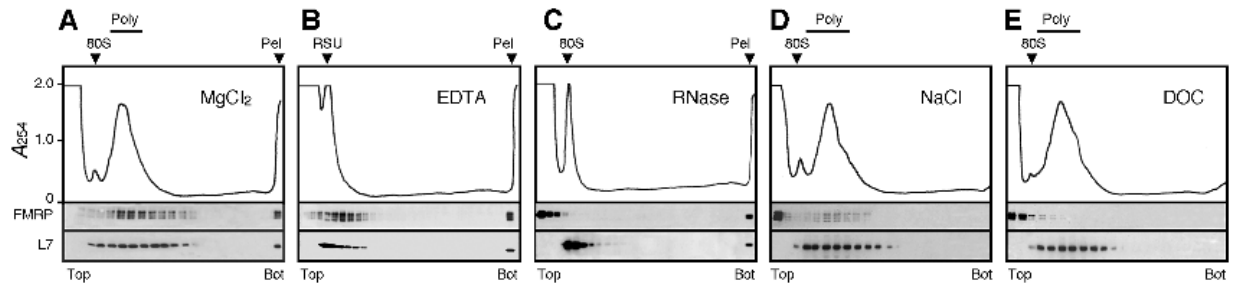 A Poly B C D Poly E Poly
80S RSU Pel 80S Pel 80S 80S
Pel
2.0 MgCl₂ EDTA RNase NaCl DOC
1.0
A254
0
FMRP
L7
Top Bot Top Bot Top Bot Top Bot Top Bot